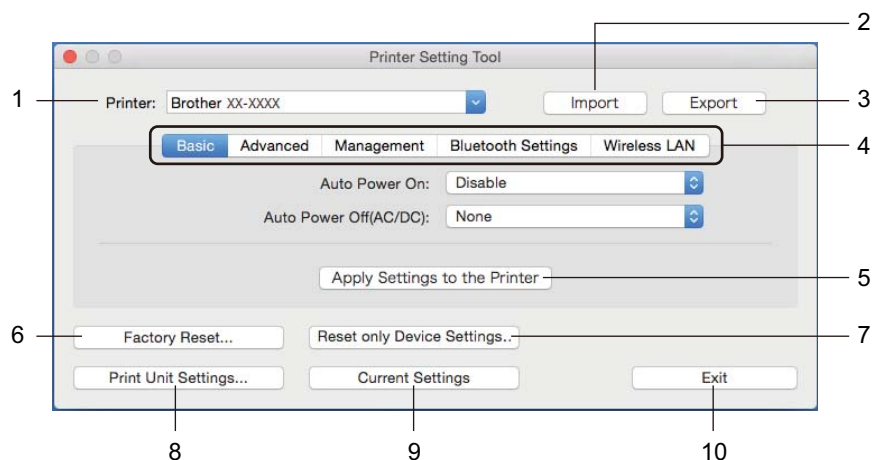 2
Printer Setting Tool
1 Printer: Brother XX-XXXX Import Export 3
Basic Advanced Management Bluetooth Settings Wireless LAN 4
Auto Power On: Disable
Auto Power Off(AC/DC): None
Apply Settings to the Printer 5
6 Factory Reset... Reset only Device Settings.. 7
Print Unit Settings... Current Settings Exit
8 9 10